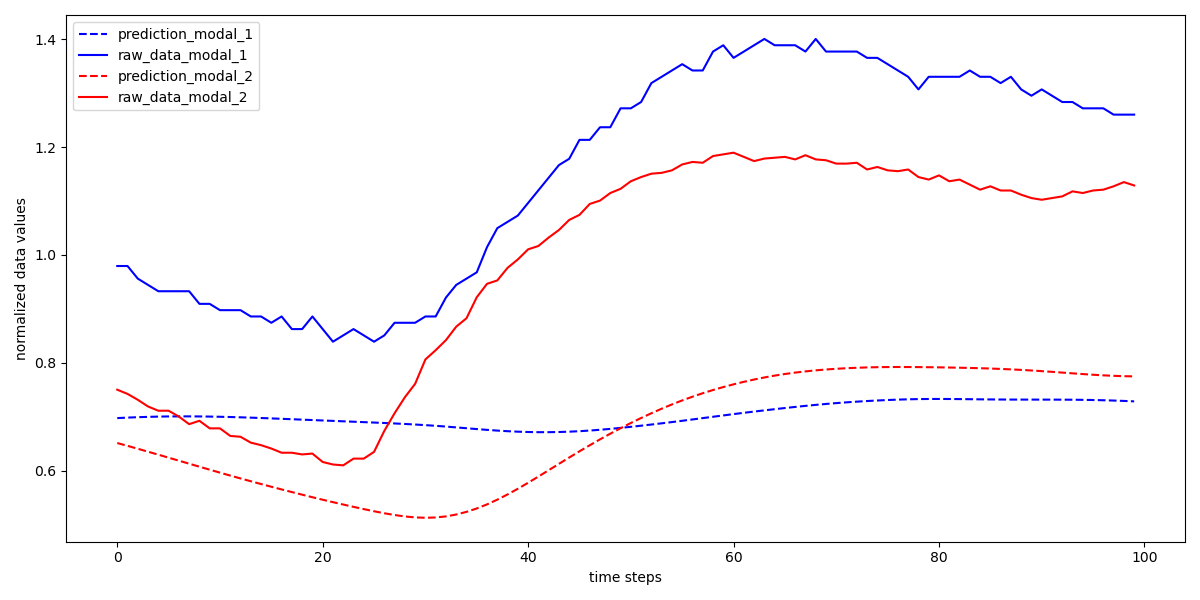 prediction_modal_1
raw_data_modal_1
prediction_modal_2
raw_data_modal_2
normalized data values
1.4
1.2
1.0
0.8
0.6
0 20 40 60 80 100
time steps